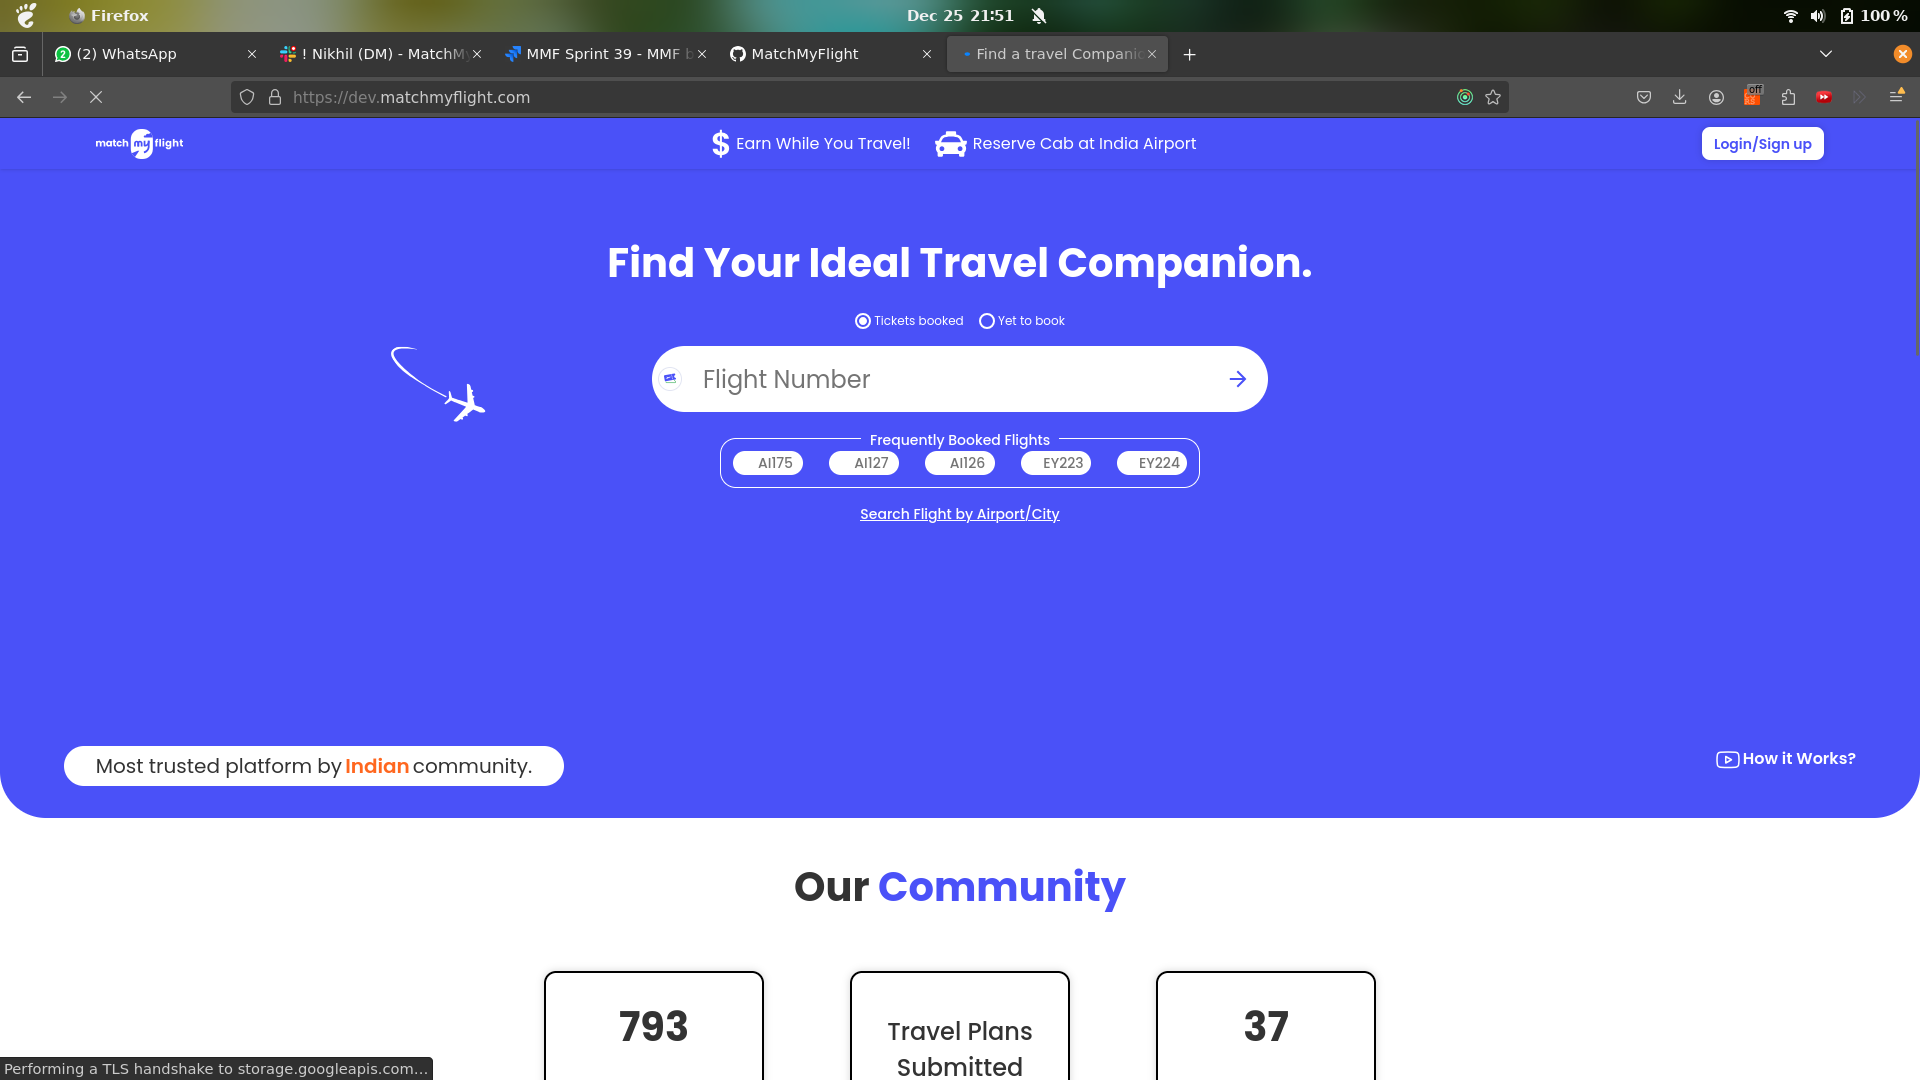 Firefox
Dec 25 21:51
100 %
(2) WhatsApp
! Nikhil (DM) - MatchMy
MMF Sprint 39 - MMF b
MatchMyFlight
Find a travel Companio
https://dev.matchmyflight.com
off
match my flight
Earn While You Travel!
Reserve Cab at India Airport
Login/Sign up
Find Your Ideal Travel Companion.
Tickets booked
Yet to book
Flight Number
Frequently Booked Flights
AI175
AI127
AI126
EY223
EY224
Search Flight by Airport/City
Most trusted platform by Indian community.
How it Works?
Our Community
793
Travel Plans
Submitted
37
Performing a TLS handshake to storage.googleapis.com…